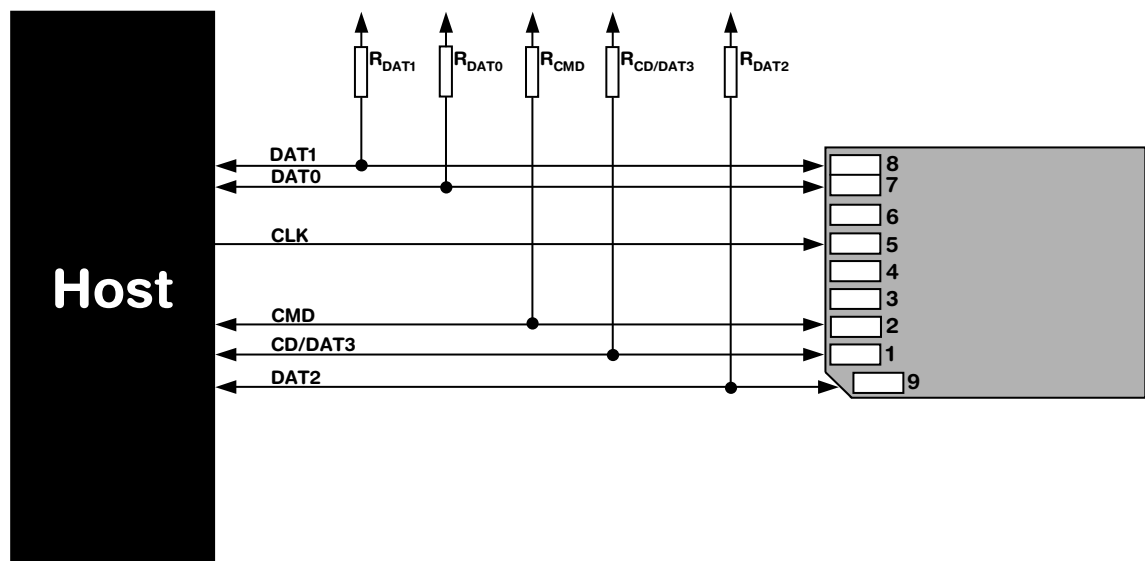 R_DAT1 R_DAT0 R_CMD R_CD/DAT3 R_DAT2
DAT1
DAT0
CLK
Host
CMD
CD/DAT3
DAT2
8
7
6
5
4
3
2
1
9